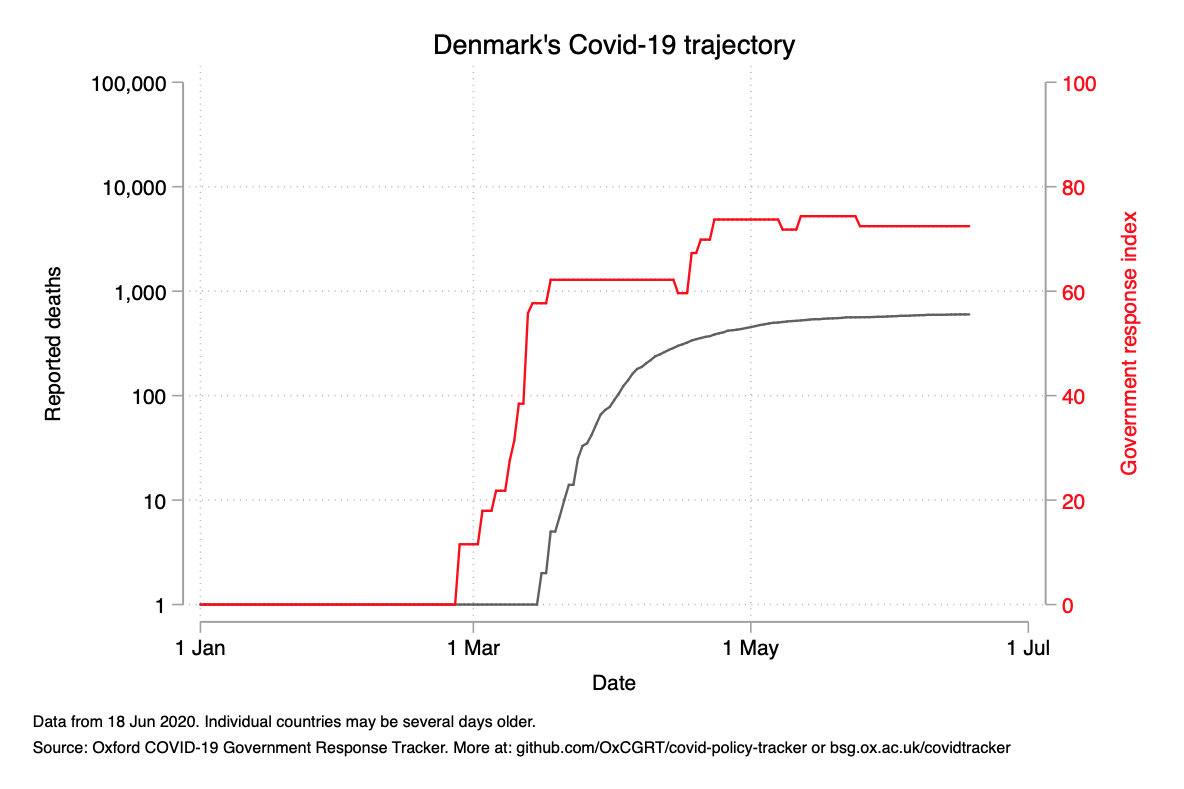 Denmark's Covid-19 trajectory
100,000
10,000
1,000
100
10
1
Reported deaths
100
80
60
40
20
0
Government response index
1 Jan
1 Mar
1 May
1 Jul
Date
Data from 18 Jun 2020. Individual countries may be several days older.
Source: Oxford COVID-19 Government Response Tracker. More at: github.com/OxCGRT/covid-policy-tracker or bsg.ox.ac.uk/covidtracker